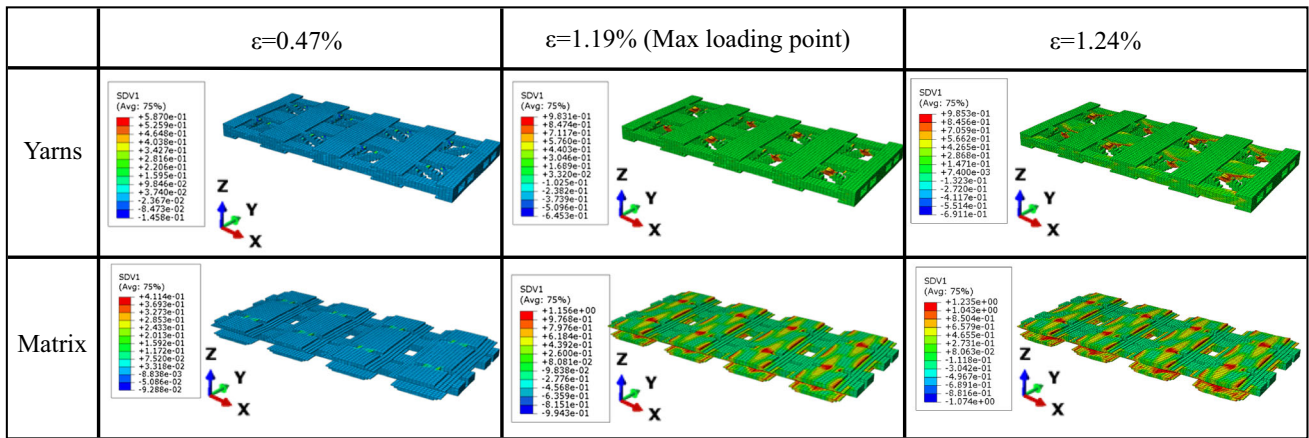 ε=0.47%
ε=1.19% (Max loading point)
ε=1.24%
Yarns
SDV1
(Avg: 75%)
+5.870e-01
+5.259e-01
+4.648e-01
+4.038e-01
+3.427e-01
+2.816e-01
+2.206e-01
+1.595e-01
+9.846e-02
+3.740e-02
-2.367e-02
-8.473e-02
-1.458e-01
Z
Y
X
SDV1
(Avg: 75%)
+9.831e-01
+8.474e-01
+7.117e-01
+5.760e-01
+4.403e-01
+3.046e-01
+1.689e-01
+3.320e-02
-1.025e-01
-2.382e-01
-3.739e-01
-5.096e-01
-6.453e-01
Z
Y
X
SDV1
(Avg: 75%)
+9.853e-01
+8.456e-01
+7.059e-01
+5.662e-01
+4.265e-01
+2.868e-01
+1.471e-01
+7.400e-03
-1.323e-01
-2.720e-01
-4.117e-01
-5.514e-01
-6.911e-01
Z
Y
X
Matrix
SDV1
(Avg: 75%)
+4.114e-01
+3.693e-01
+3.273e-01
+2.853e-01
+2.433e-01
+2.013e-01
+1.592e-01
+1.172e-01
+7.520e-02
+3.318e-02
-8.838e-03
-5.086e-02
-9.288e-02
Z
Y
X
SDV1
(Avg: 75%)
+1.156e+00
+9.768e-01
+7.976e-01
+6.184e-01
+4.392e-01
+2.600e-01
+8.081e-02
-9.838e-02
-2.776e-01
-4.568e-01
-6.359e-01
-8.151e-01
-9.943e-01
Z
Y
X
SDV1
(Avg: 75%)
+1.235e+00
+1.043e+00
+8.504e-01
+6.579e-01
+4.655e-01
+2.731e-01
+8.063e-02
-1.118e-01
-3.042e-01
-4.967e-01
-6.891e-01
-8.816e-01
-1.074e+00
Z
Y
X